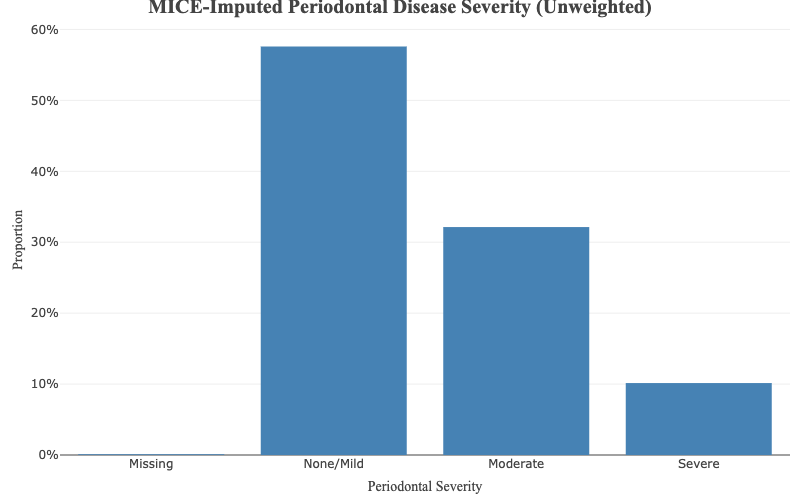 MICE-Imputed Periodontal Disease Severity (Unweighted)
60%
50%
40%
30%
20%
10%
0%
Proportion
Missing
None/Mild
Moderate
Severe
Periodontal Severity